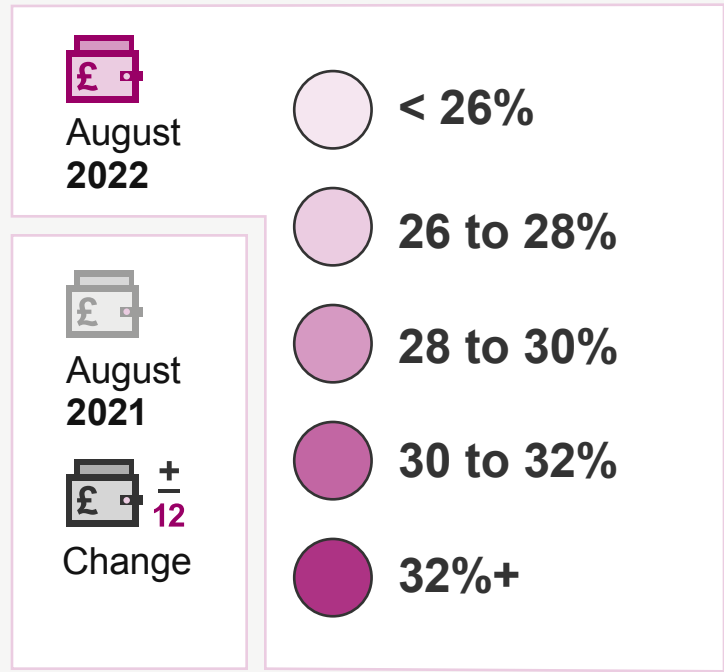 £
August
2022
£
August
2021
£
+
12
Change
< 26%
26 to 28%
28 to 30%
30 to 32%
32%+